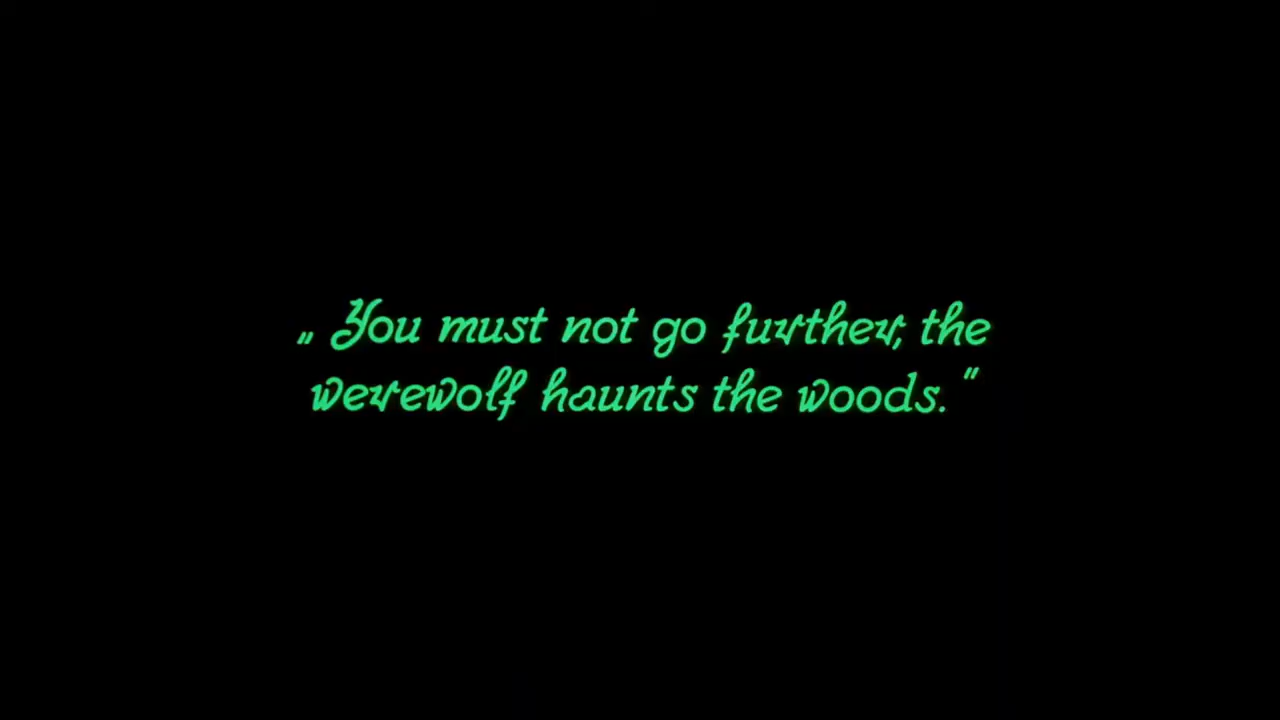 „You must not go further, the
werewolf haunts the woods.”